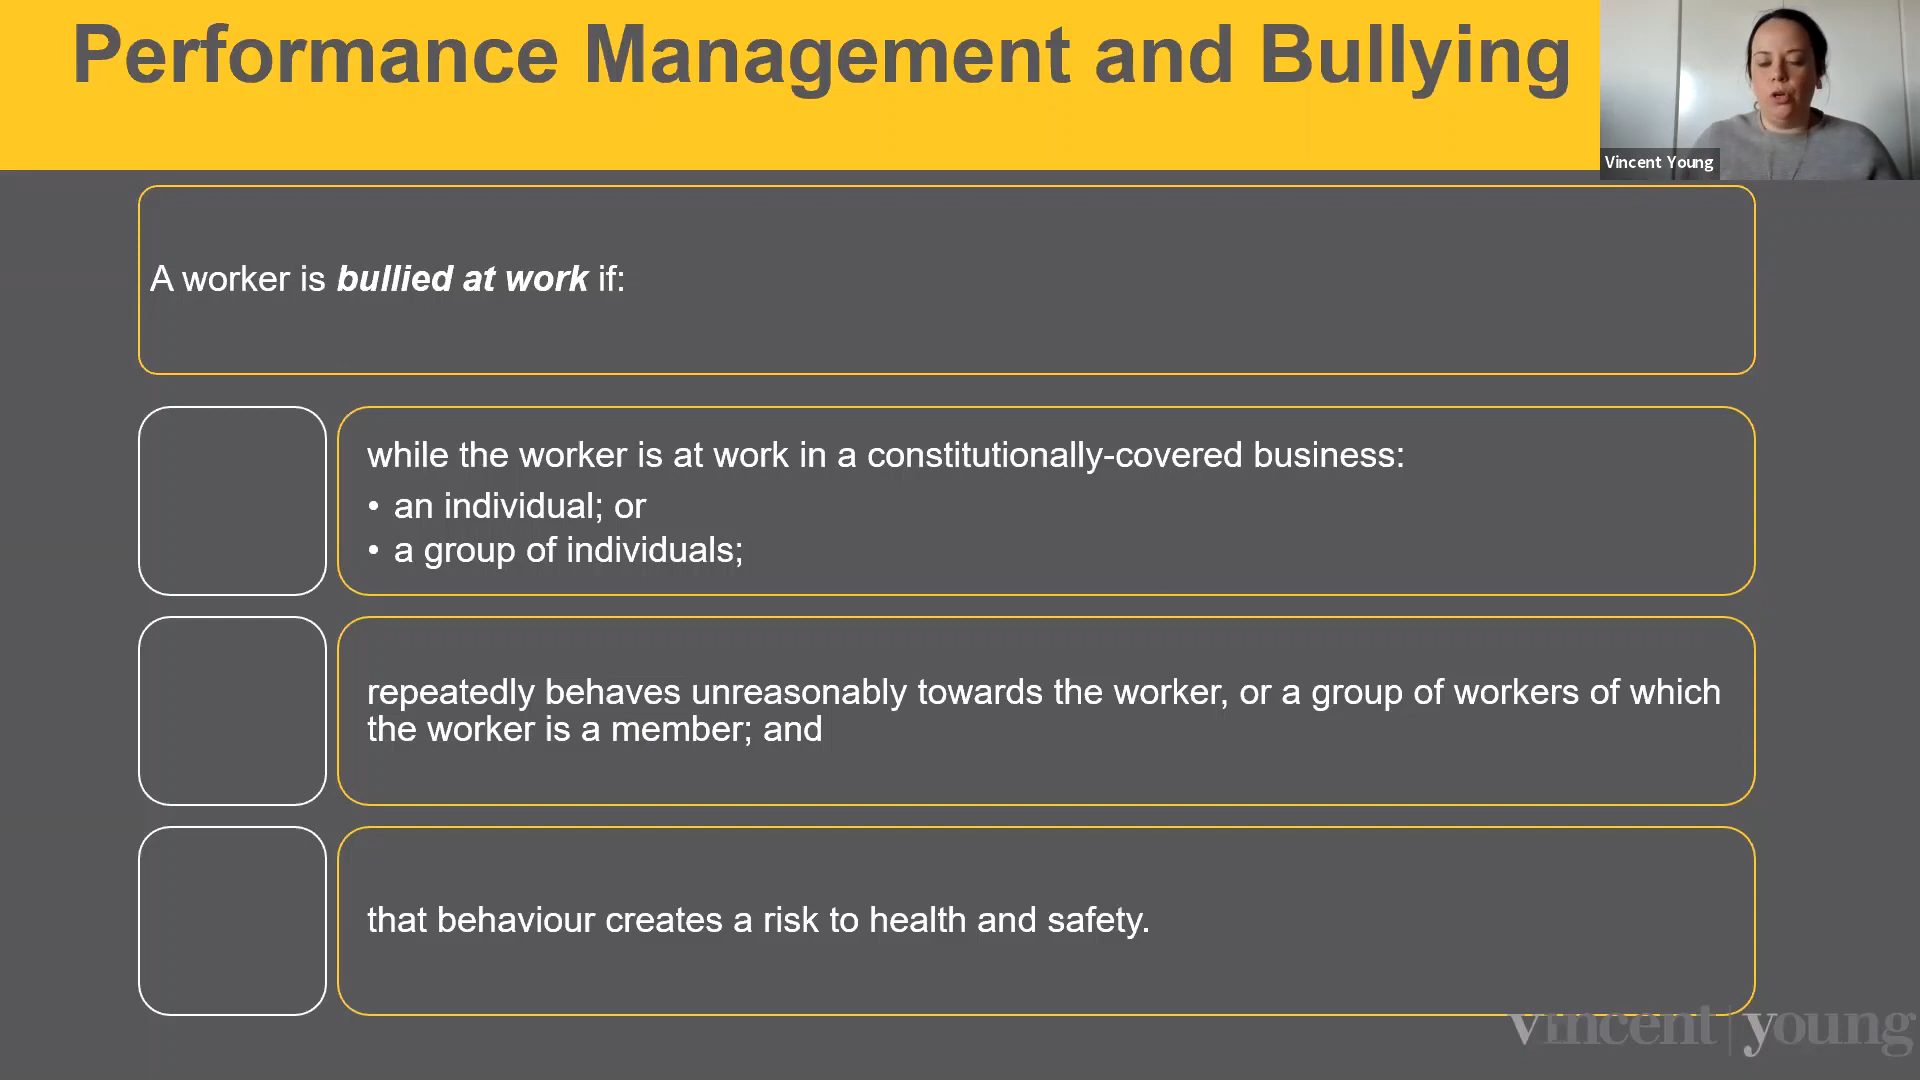 Performance Management and Bullying
Vincent Young
A worker is bullied at work if:
while the worker is at work in a constitutionally-covered business:
• an individual; or
• a group of individuals;
repeatedly behaves unreasonably towards the worker, or a group of workers of which
the worker is a member; and
that behaviour creates a risk to health and safety.
vincent | young